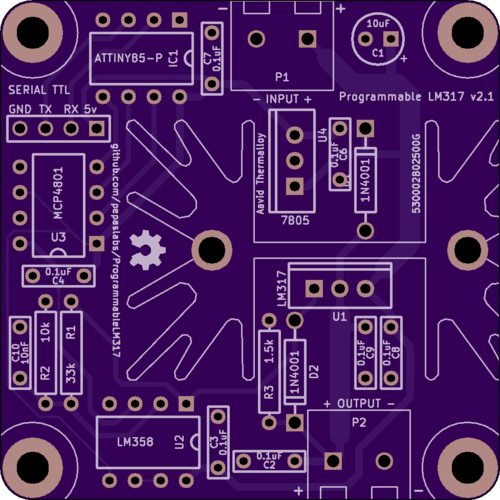 ATTINY85-P
IC1
C7
0.1uF
- +
P1
10uF
C1
+
SERIAL TTL
GND TX RX 5v
- INPUT +
Programmable LM317 v2.1
MCP4801
U3
0.1uF
C4
github.com/pepaslabs/ProgrammableLM317
Aavid Thermalloy
7805
U4
0.1uF
C6
1N4001
530002B02500G
LM317
U1
C10
10nF
10k
R2
R1
33k
1.5k
R3
1N4001
D2
0.1uF
C9
0.1uF
C8
LM358
U2
C3
0.1uF
0.1uF
C2
+ OUTPUT -
P2
+ -